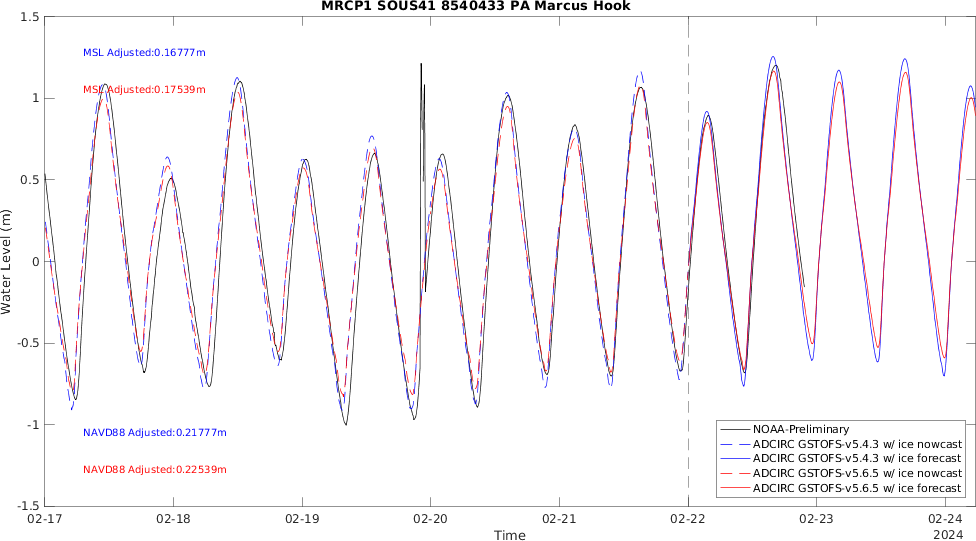 MRCP1 SOUS41 8540433 PA Marcus Hook
1.5
1
0.5
0
-0.5
-1
-1.5
Water Level (m)
MSL Adjusted:0.16777m
MSL Adjusted:0.17539m
NAVD88 Adjusted:0.21777m
NAVD88 Adjusted:0.22539m
NOAA-Preliminary
ADCIRC GSTOFS-v5.4.3 w/ ice nowcast
ADCIRC GSTOFS-v5.4.3 w/ ice forecast
ADCIRC GSTOFS-v5.6.5 w/ ice nowcast
ADCIRC GSTOFS-v5.6.5 w/ ice forecast
02-17 02-18 02-19 02-20 02-21 02-22 02-23 02-24
Time
2024